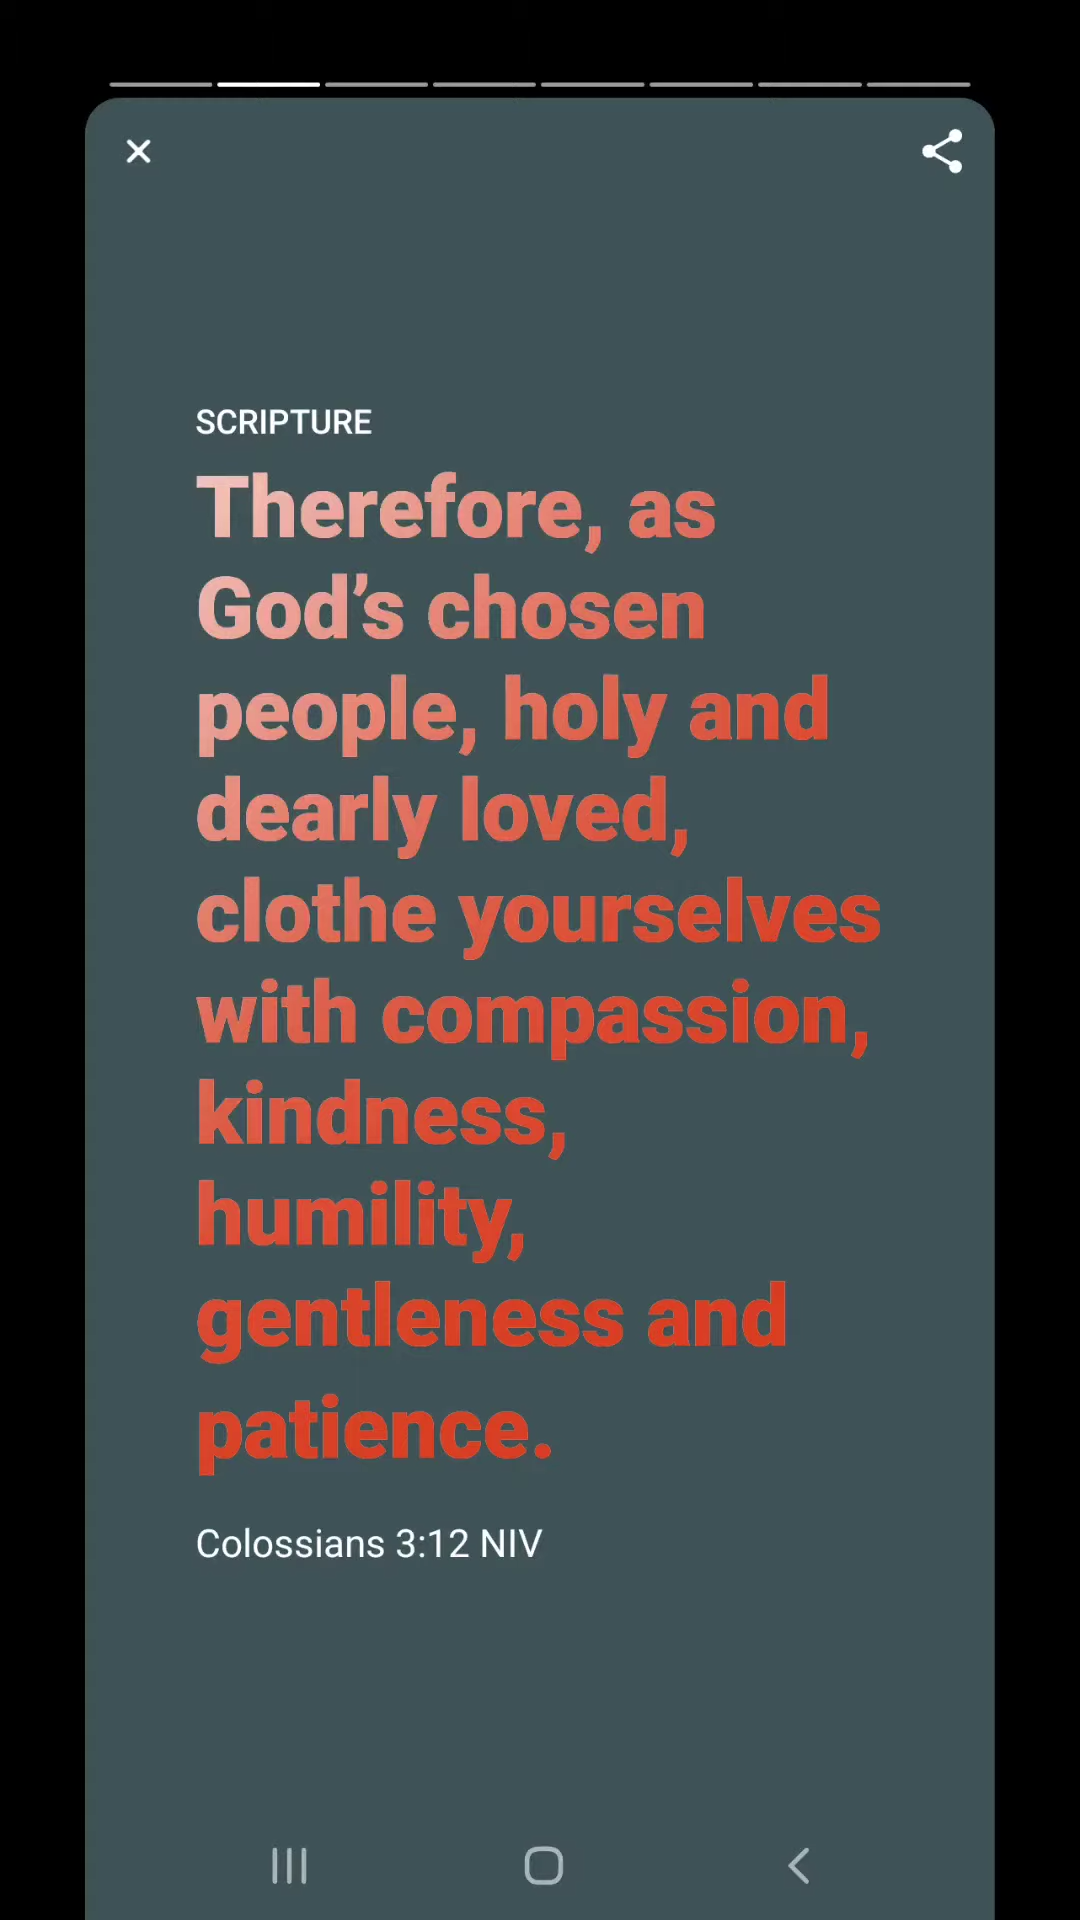 SCRIPTURE
Therefore, as
God’s chosen
people, holy and
dearly loved,
clothe yourselves
with compassion,
kindness,
humility,
gentleness and
patience.
Colossians 3:12 NIV